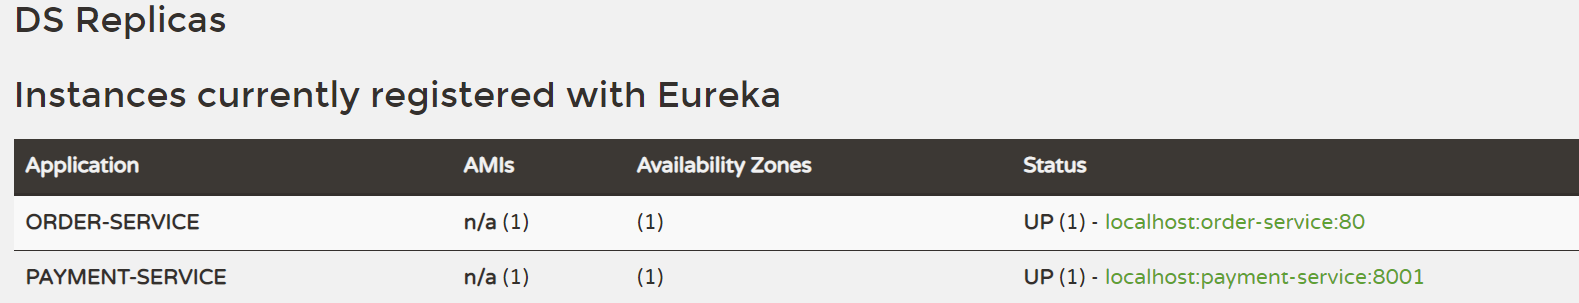 DS Replicas
Instances currently registered with Eureka
Application AMIs Availability Zones Status
ORDER-SERVICE n/a (1) (1) UP (1) - localhost:order-service:80
PAYMENT-SERVICE n/a (1) (1) UP (1) - localhost:payment-service:8001